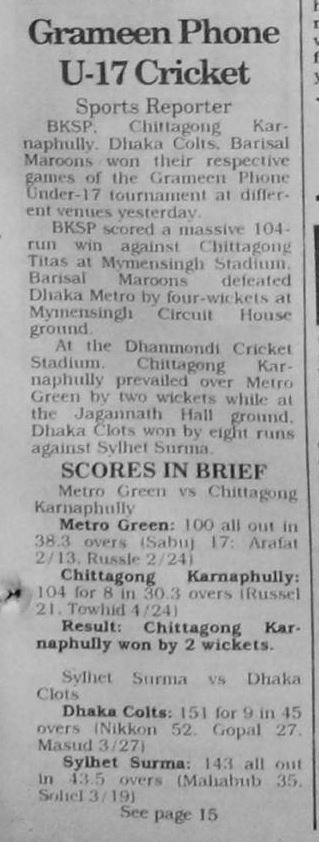 Grameen Phone
U-17 Cricket
Sports Reporter
BKSP, Chittagong Kar-
naphully, Dhaka Colts, Barisal
Maroons won their respective
games of the Grameen Phone
Under-17 tournament at differ-
ent venues yesterday.
BKSP scored a massive 104-
run win against Chittagong
Titas at Mymensingh Stadium.
Barisal Maroons defeated
Dhaka Metro by four-wickets at
Mymensingh Circuit House
ground.
At the Dhanmondi Cricket
Stadium, Chittagong Kar-
naphully prevailed over Metro
Green by two wickets while at
the Jagannath Hall ground,
Dhaka Clots won by eight runs
against Sylhet Surma.
SCORES IN BRIEF
Metro Green vs Chittagong
Karnaphully
Metro Green: 100 all out in
38.3 overs (Sabuj 17: Arafat
2/13, Russle 2/24)
Chittagong Karnaphully:
104 for 8 in 30.3 overs (Russel
21, Towhid 4/24)
Result: Chittagong Kar-
naphully won by 2 wickets.
Sylhet Surma vs Dhaka
Clots
Dhaka Colts: 151 for 9 in 45
overs (Nikkon 52, Gopal 27,
Masud 3/27)
Sylhet Surma: 143 all out
in 43.5 overs (Mahabub 35,
Sohel 3/19)
See page 15